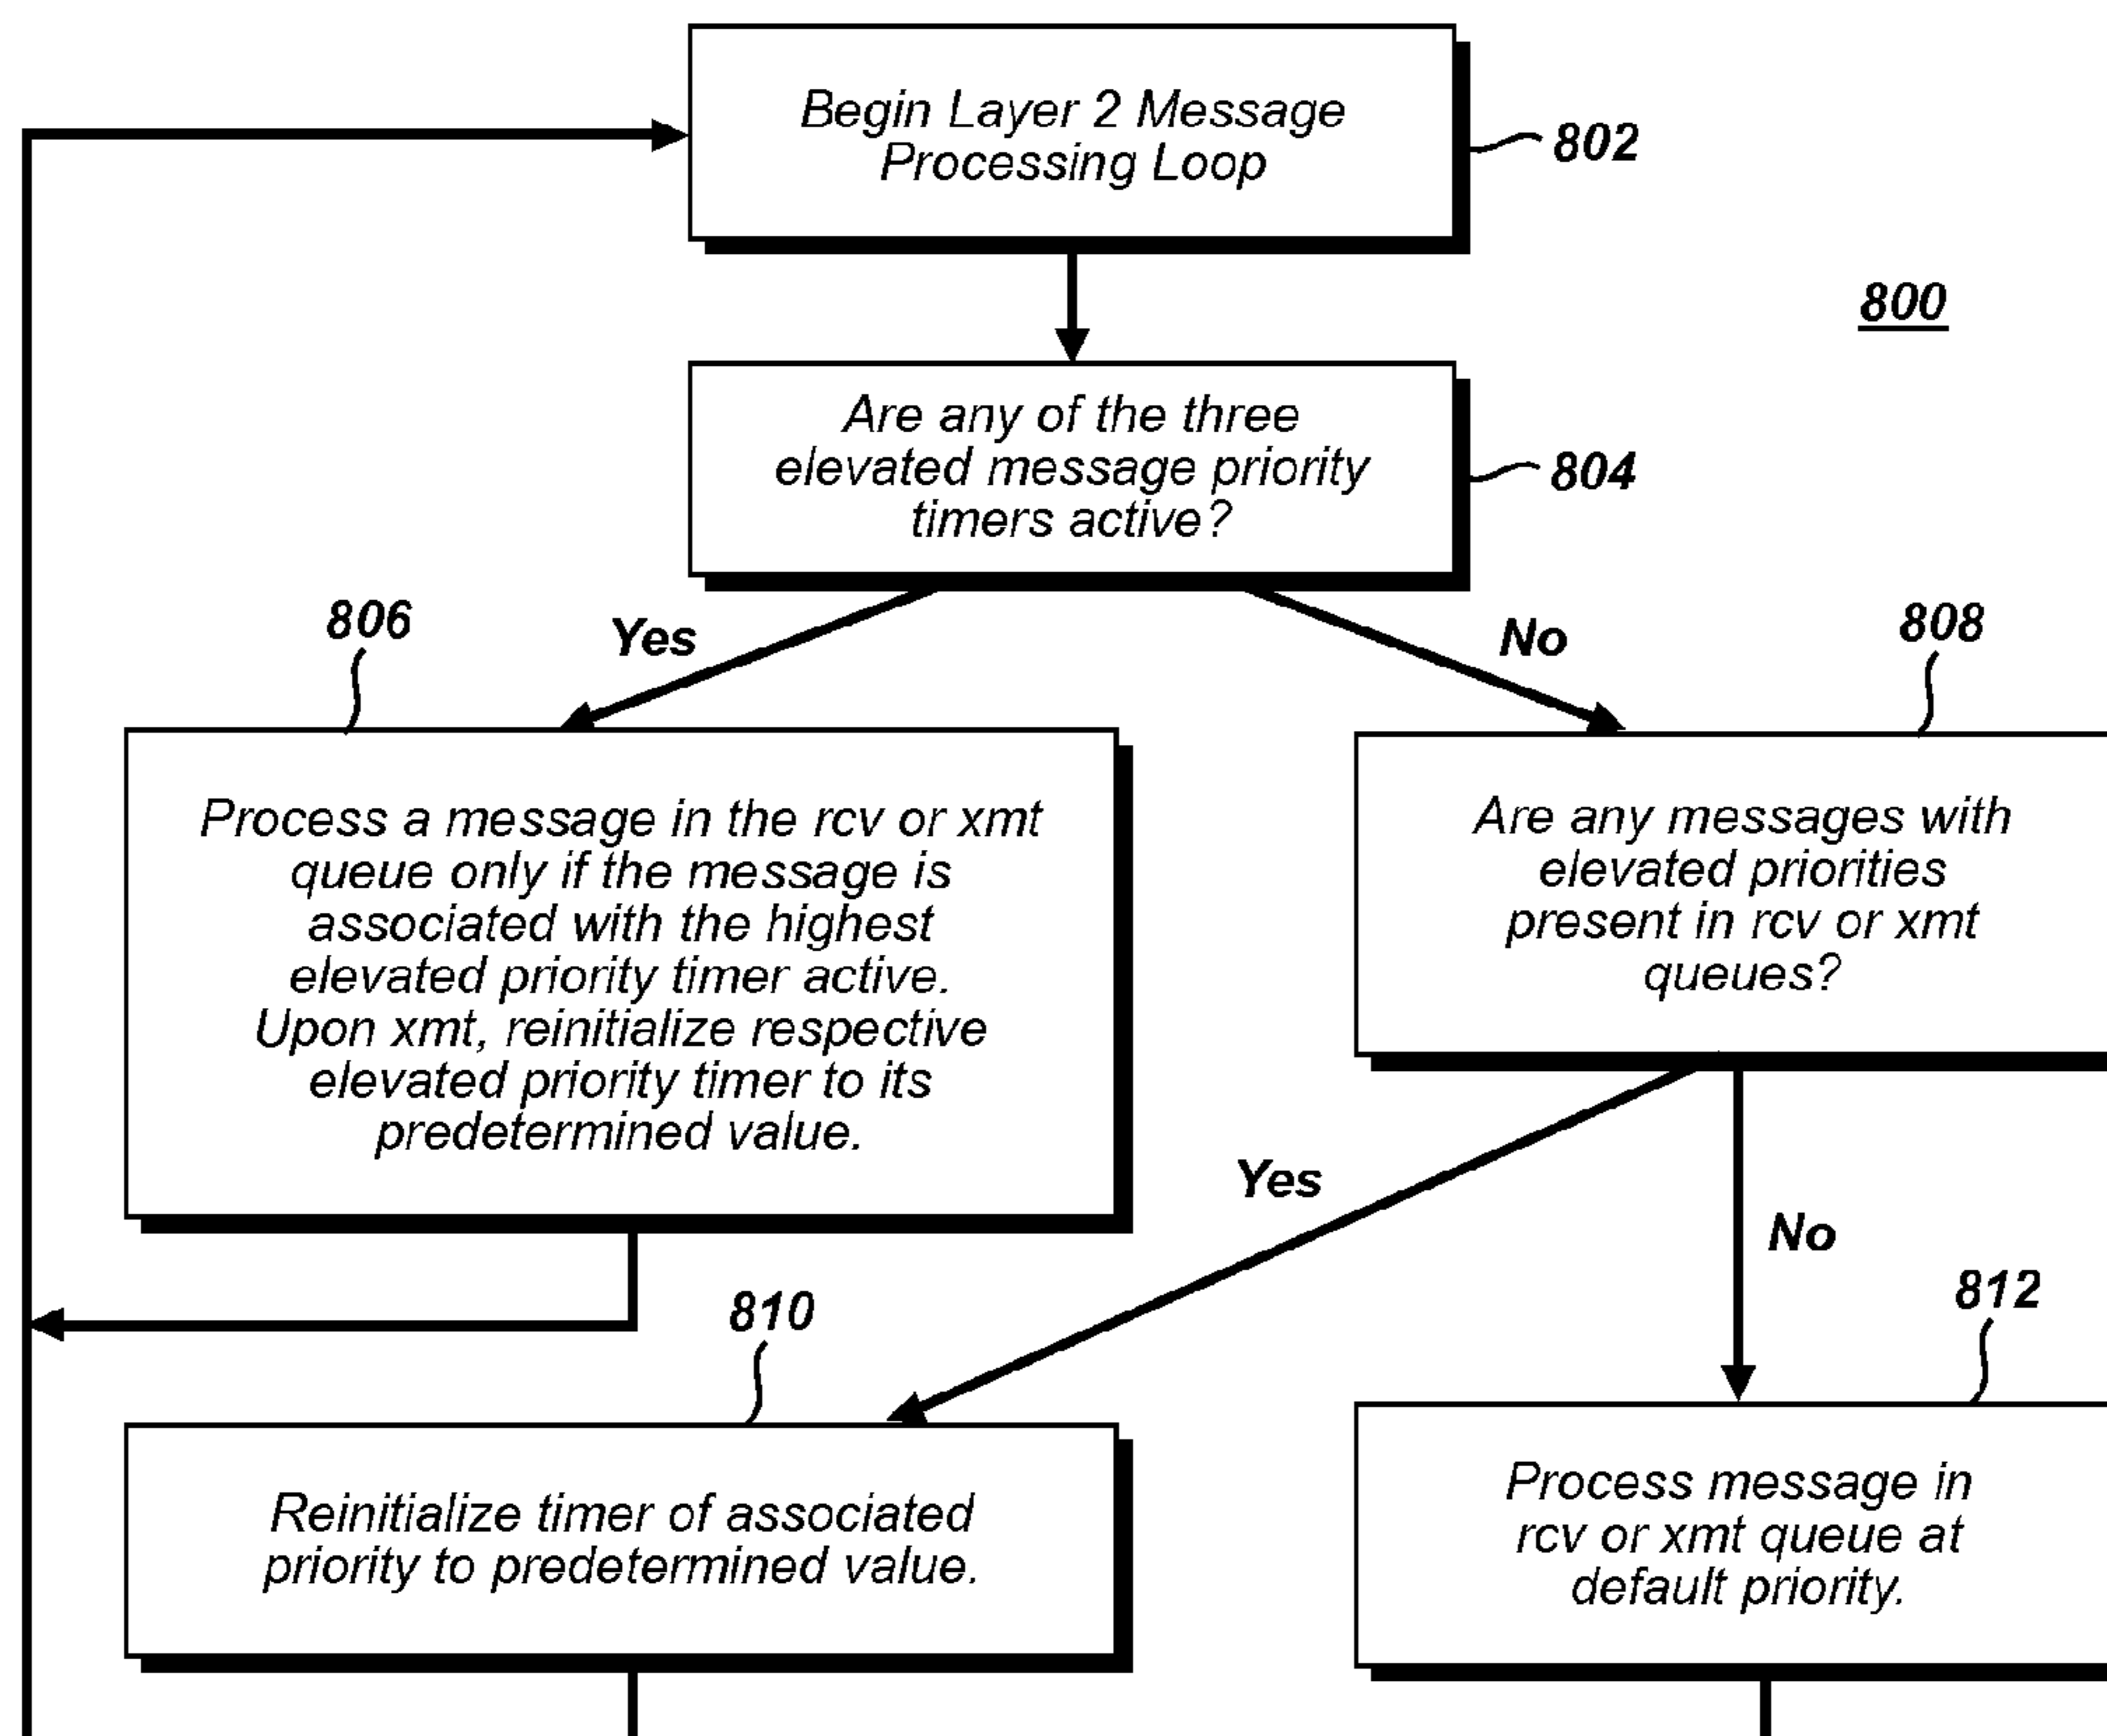 Begin Layer 2 Message
Processing Loop
802
800
Are any of the three
elevated message priority
timers active?
804
806
Yes
No
808
Process a message in the rcv or xmt
queue only if the message is
associated with the highest
elevated priority timer active.
Upon xmt, reinitialize respective
elevated priority timer to its
predetermined value.
Are any messages with
elevated priorities
present in rcv or xmt
queues?
Yes
No
810
812
Reinitialize timer of associated
priority to predetermined value.
Process message in
rcv or xmt queue at
default priority.